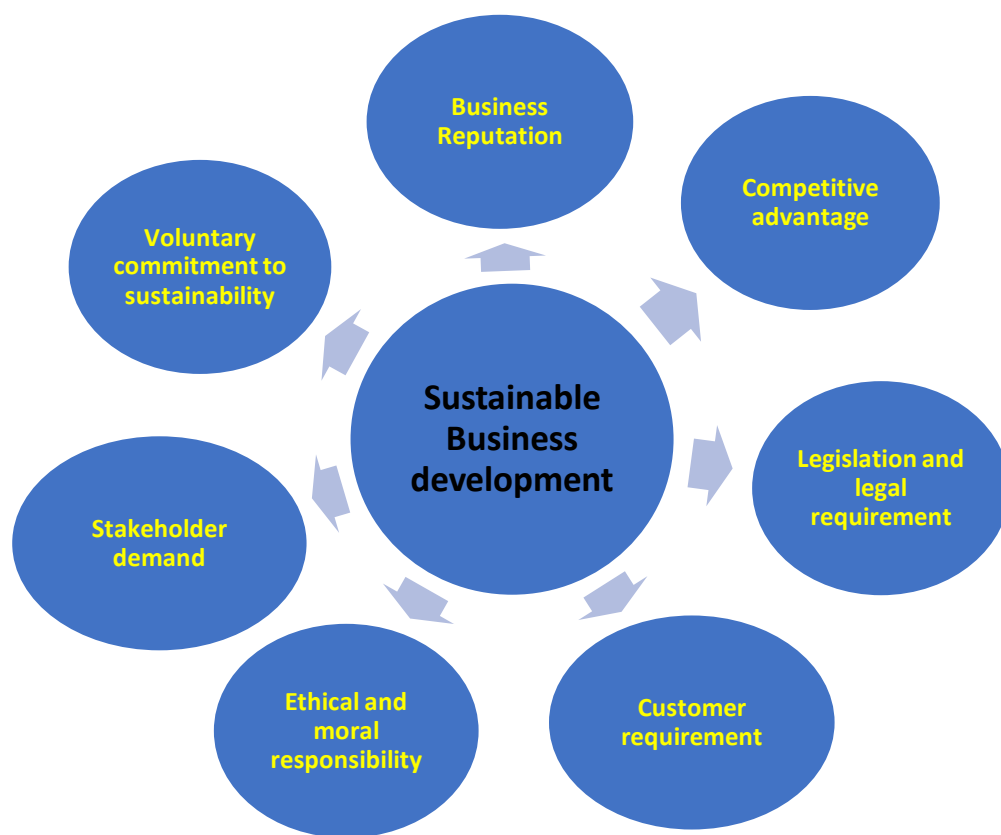 Business
Reputation
Competitive
advantage
Legislation and
legal
requirement
Customer
requirement
Ethical and
moral
responsibility
Stakeholder
demand
Voluntary
commitment to
sustainability
Sustainable
Business
development